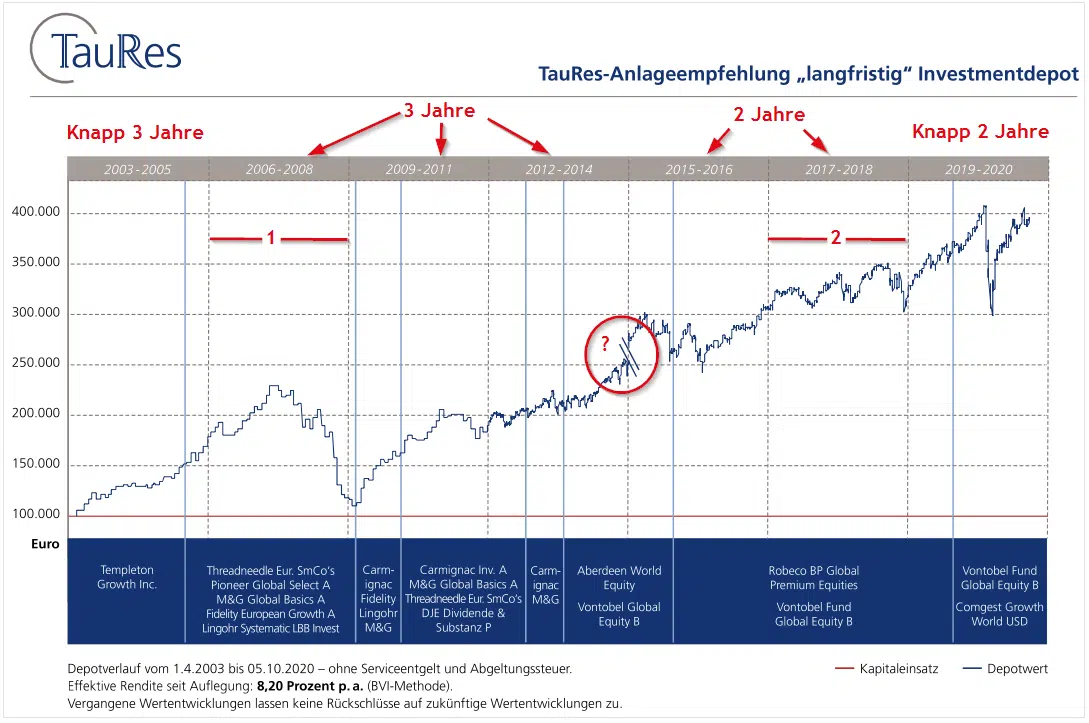 TauRes
TauRes-Anlageempfehlung „langfristig“ Investmentdepot
Knapp 3 Jahre
3 Jahre
2 Jahre
Knapp 2 Jahre
2003-2005
2006-2008
2009-2011
2012-2014
2015-2016
2017-2018
2019-2020
400.000
350.000
300.000
250.000
200.000
150.000
100.000
Euro
1
?
2
Templeton
Growth Inc.
Threadneedle Eur. SmCo's
Pioneer Global Select A
M&G Global Basics A
Fidelity European Growth A
Lingohr Systematic LBB Invest
Carm-
ignac
Fidelity
Lingohr
M&G
Carmignac Inv. A
M&G Global Basics A
Threadneedle Eur. SmCo's
DJE Dividende &
Substanz P
Carm-
ignac
M&G
Aberdeen World
Equity
Vontobel Global
Equity B
Robeco BP Global
Premium Equities
Vontobel Fund
Global Equity B
Vontobel Fund
Global Equity B
Comgest Growth
World USD
Depotverlauf vom 1.4.2003 bis 05.10.2020 – ohne Serviceentgelt und Abgeltungssteuer.
Effektive Rendite seit Auflegung: 8,20 Prozent p. a. (BVI-Methode).
Vergangene Wertentwicklungen lassen keine Rückschlüsse auf zukünftige Wertentwicklungen zu.
Kapitaleinsatz
Depotwert